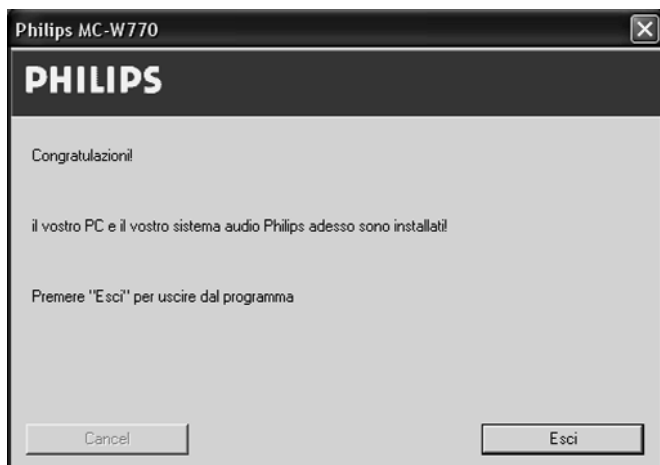 Philips MC-W770
PHILIPS
Congratulazioni!
il vostro PC e il vostro sistema audio Philips adesso sono installati!
Premere "Esci" per uscire dal programma
Cancel
Esci